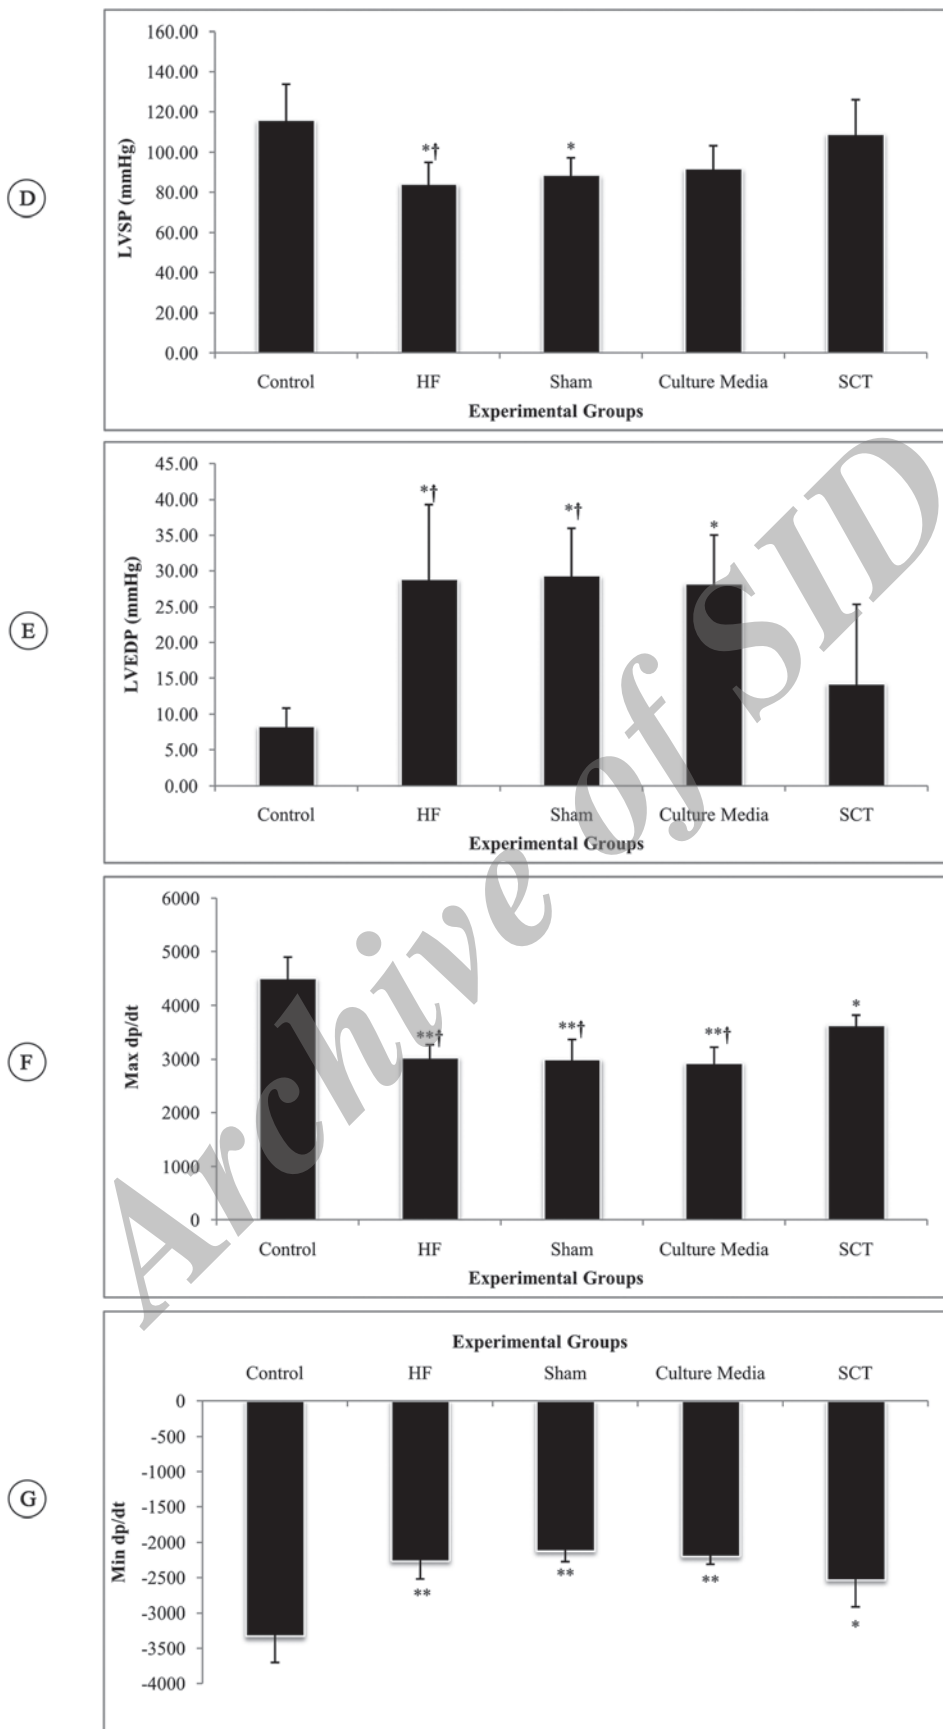 D
LVSP (mmHg)
160.00
140.00
120.00
100.00
80.00
60.00
40.00
20.00
0.00
*†
*
Control HF Sham Culture Media SCT
Experimental Groups
E
LVEDP (mmHg)
45.00
40.00
35.00
30.00
25.00
20.00
15.00
10.00
5.00
0.00
*†
*†
*
Control HF Sham Culture Media SCT
Experimental Groups
F
Max dp/dt
6000
5000
4000
3000
2000
1000
0
**†
**†
**†
*
Control HF Sham Culture Media SCT
Experimental Groups
G
Experimental Groups
Control HF Sham Culture Media SCT
Min dp/dt
0
-500
-1000
-1500
-2000
-2500
-3000
-3500
-4000
**
**
**
*
Archive of SID